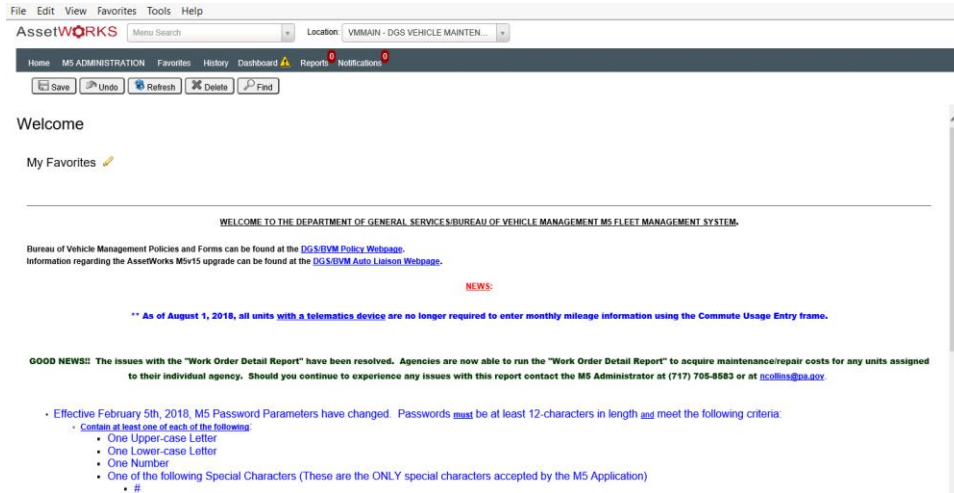 File Edit View Favorites Tools Help
AssetWORKS Menu Search Location: VMMAIN - DGS VEHICLE MAINTEN...
Home M5 ADMINISTRATION Favorites History Dashboard Reports 0 Notifications 0
Save Undo Refresh Delete Find
Welcome
My Favorites
WELCOME TO THE DEPARTMENT OF GENERAL SERVICES/BUREAU OF VEHICLE MANAGEMENT M5 FLEET MANAGEMENT SYSTEM.
Bureau of Vehicle Management Policies and Forms can be found at the DGS/BVM Policy Webpage.
Information regarding the AssetWorks M5v15 upgrade can be found at the DGS/BVM Auto Liaison Webpage.
NEWS:
** As of August 1, 2018, all units with a telematics device are no longer required to enter monthly mileage information using the Commute Usage Entry frame.
GOOD NEWS!! The issues with the "Work Order Detail Report" have been resolved. Agencies are now able to run the "Work Order Detail Report" to acquire maintenance/repair costs for any units assigned
to their individual agency. Should you continue to experience any issues with this report contact the M5 Administrator at (717) 705-8583 or at ncollins@pa.gov.
• Effective February 5th, 2018, M5 Password Parameters have changed. Passwords must be at least 12-characters in length and meet the following criteria:
• Contain at least one of each of the following:
• One Upper-case Letter
• One Lower-case Letter
• One Number
• One of the following Special Characters (These are the ONLY special characters accepted by the M5 Application)
• #